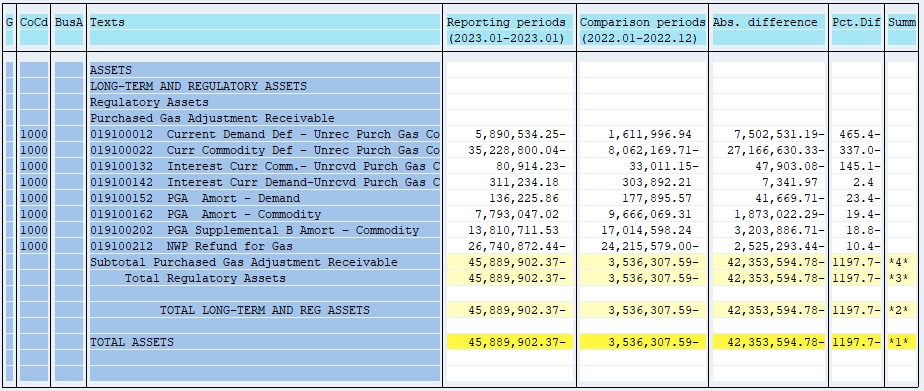 G CoCd BusA Texts Reporting periods Comparison periods Abs. difference Pct.Dif Summ
(2023.01-2023.01) (2022.01-2022.12)
ASSETS
LONG-TERM AND REGULATORY ASSETS
Regulatory Assets
Purchased Gas Adjustment Receivable
1000 019100012 Current Demand Def - Unrec Purch Gas Co 5,890,534.25- 1,611,996.94 7,502,531.19- 465.4-
1000 019100022 Curr Commodity Def - Unrec Purch Gas Co 35,228,800.04- 8,062,169.71- 27,166,630.33- 337.0-
1000 019100132 Interest Curr Comm.- Unrcvd Purch Gas C 80,914.23- 33,011.15- 47,903.08- 145.1-
1000 019100142 Interest Curr Demand-Unrcvd Purch Gas C 311,234.18 303,892.21 7,341.97 2.4
1000 019100152 PGA Amort - Demand 136,225.86 177,895.57 41,669.71- 23.4-
1000 019100162 PGA Amort - Commodity 7,793,047.02 9,666,069.31 1,873,022.29- 19.4-
1000 019100202 PGA Supplemental B Amort - Commodity 13,810,711.53 17,014,598.24 3,203,886.71- 18.8-
1000 019100212 NWP Refund for Gas 26,740,872.44- 24,215,579.00- 2,525,293.44- 10.4-
Subtotal Purchased Gas Adjustment Receivable 45,889,902.37- 3,536,307.59- 42,353,594.78- 1197.7- *4*
Total Regulatory Assets 45,889,902.37- 3,536,307.59- 42,353,594.78- 1197.7- *3*
TOTAL LONG-TERM AND REG ASSETS 45,889,902.37- 3,536,307.59- 42,353,594.78- 1197.7- *2*
TOTAL ASSETS 45,889,902.37- 3,536,307.59- 42,353,594.78- 1197.7- *1*